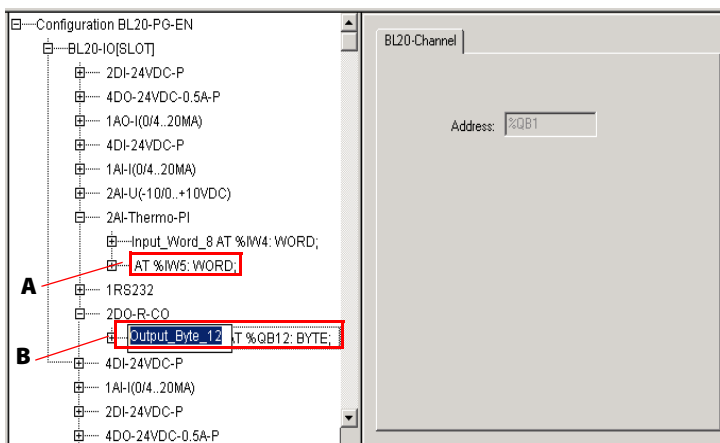 Configuration BL20-PG-EN
BL20-IO[SLOT]
2DI-24VDC-P
4DO-24VDC-0.5A-P
1AO-I(0/4..20MA)
4DI-24VDC-P
1AI-I(0/4..20MA)
2AI-U(-10/0..+10VDC)
2AI-Thermo-PI
Input_Word_8 AT %IW4: WORD;
AT %IW5: WORD;
A
1RS232
2DO-R-CO
Output_Byte_12 AT %QB12: BYTE;
B
4DI-24VDC-P
1AI-I(0/4..20MA)
2DI-24VDC-P
4DO-24VDC-0.5A-P
BL20-Channel
Address: %QB1